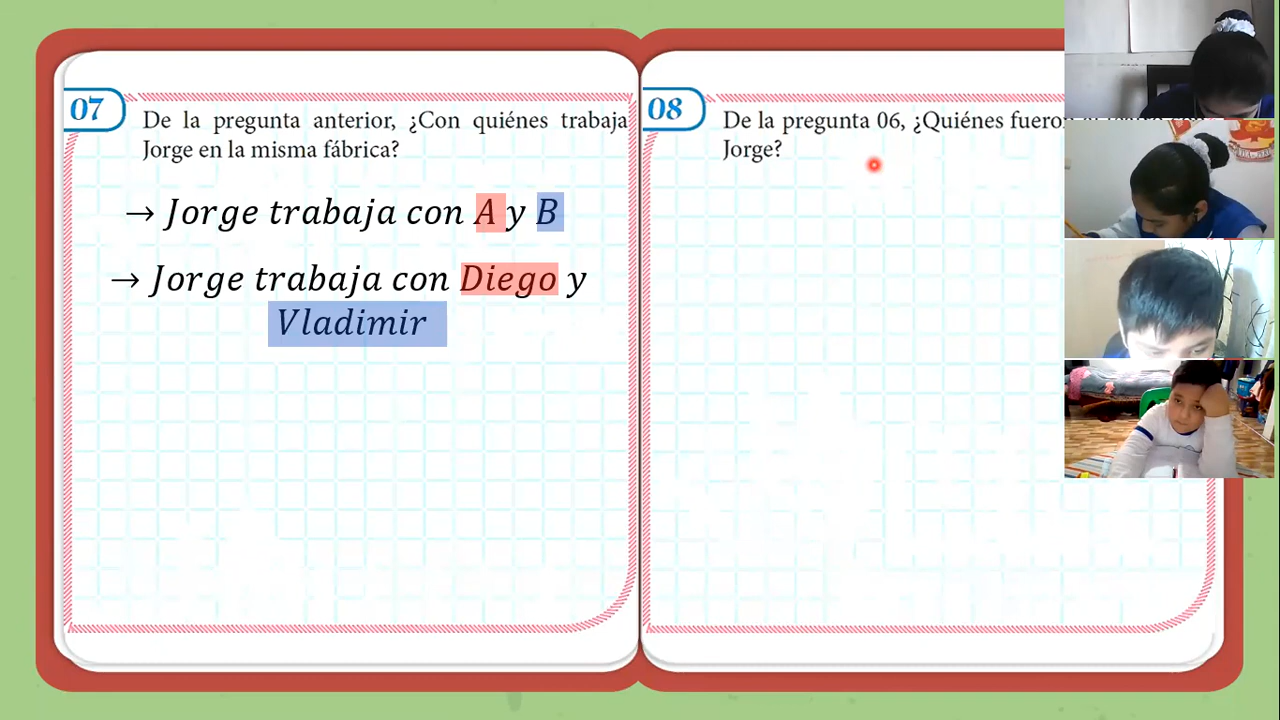 07
De la pregunta anterior, ¿Con quiénes trabaja
Jorge en la misma fábrica?
→ Jorge trabaja con A y B
→ Jorge trabaja con Diego y
Vladimir
08
De la pregunta 06, ¿Quiénes fueron
Jorge?